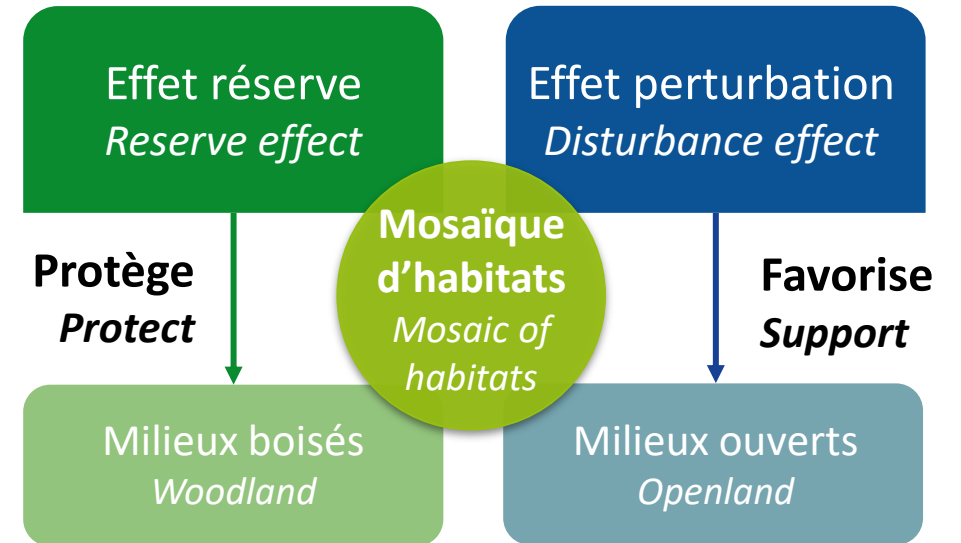 Effet réserve
Reserve effect
Effet perturbation
Disturbance effect
Mosaïque
d’habitats
Mosaic of
habitats
Protège
Protect
Favorise
Support
Milieux boisés
Woodland
Milieux ouverts
Openland